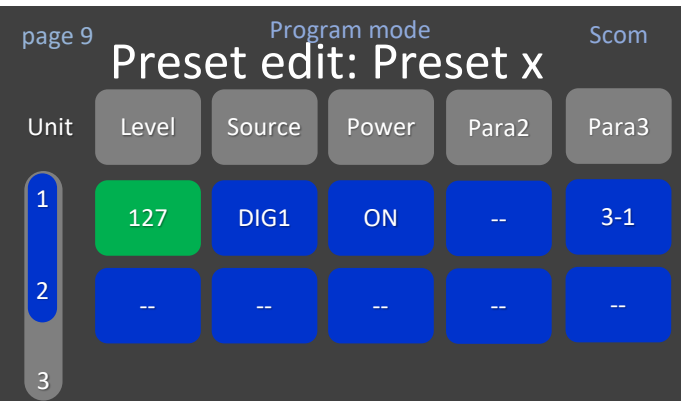 page 9 Program mode Scom
Preset edit: Preset x
Unit Level Source Power Para2 Para3
1 127 DIG1 ON -- 3-1
2 -- -- -- -- --
3